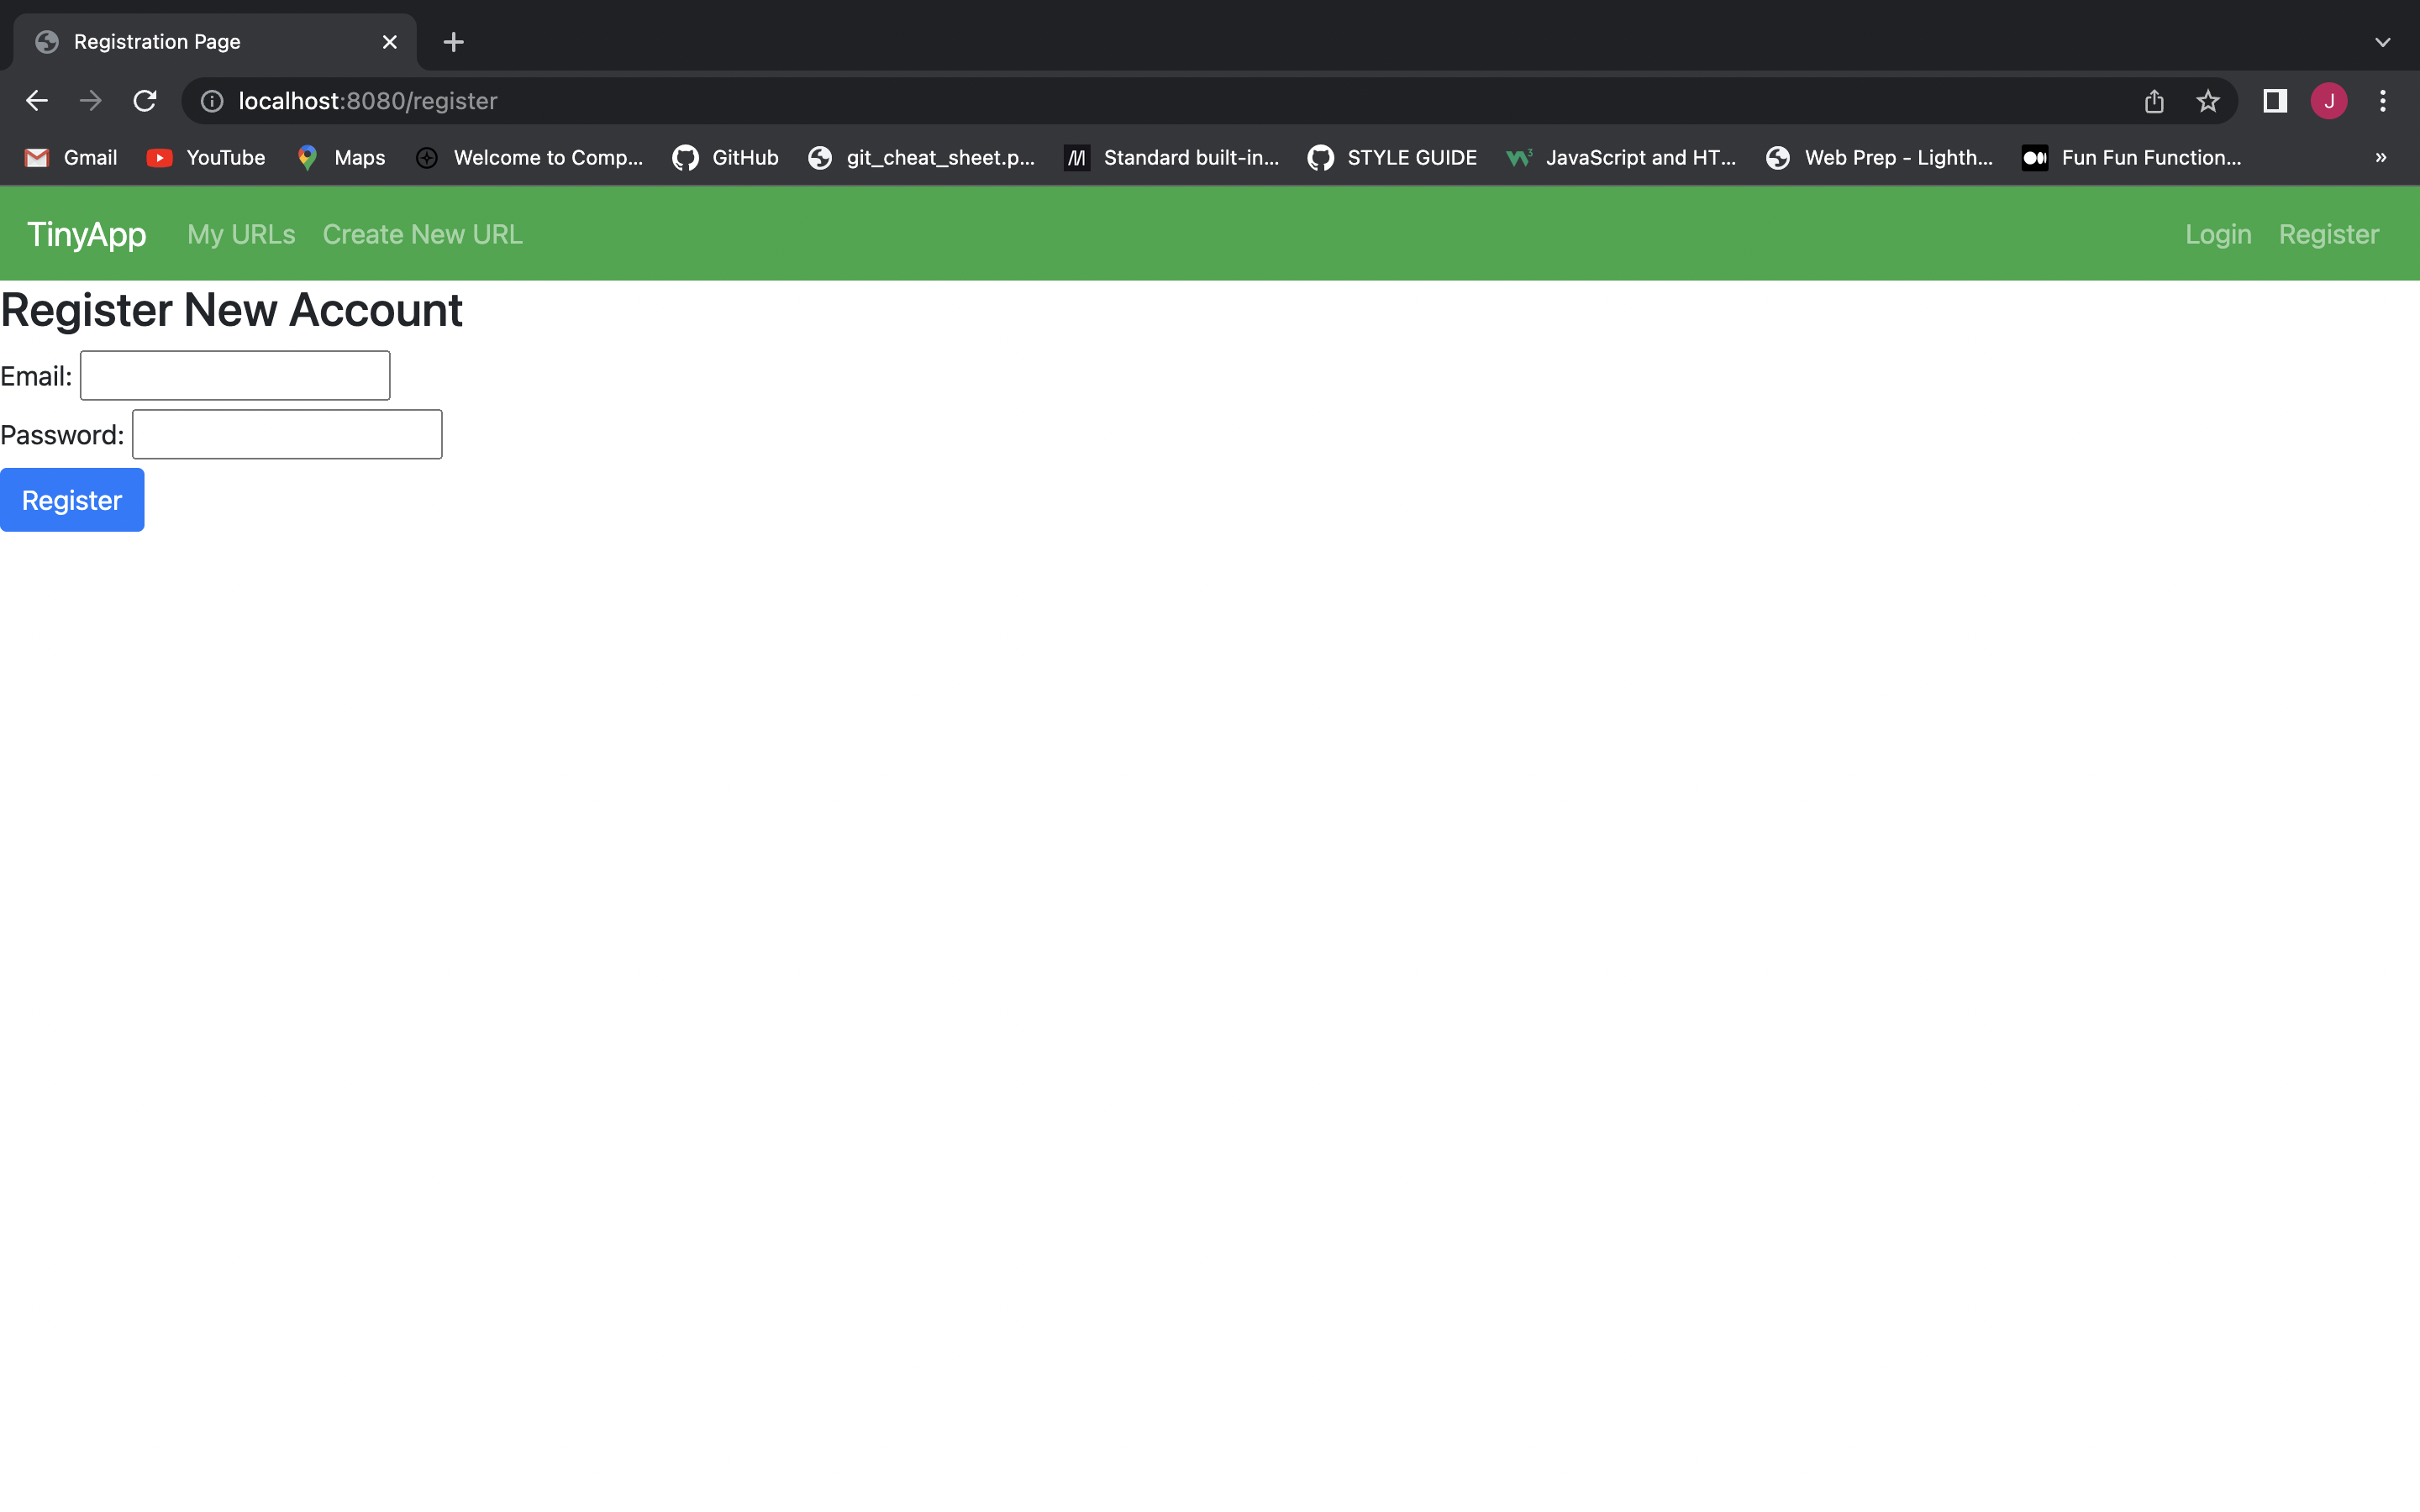 Registration Page
localhost:8080/register
J
Gmail YouTube Maps Welcome to Comp... GitHub git_cheat_sheet.p... Standard built-in... STYLE GUIDE JavaScript and HT... Web Prep - Lighth... Fun Fun Function... »
TinyApp My URLs Create New URL Login Register
Register New Account
Email:
Password:
Register